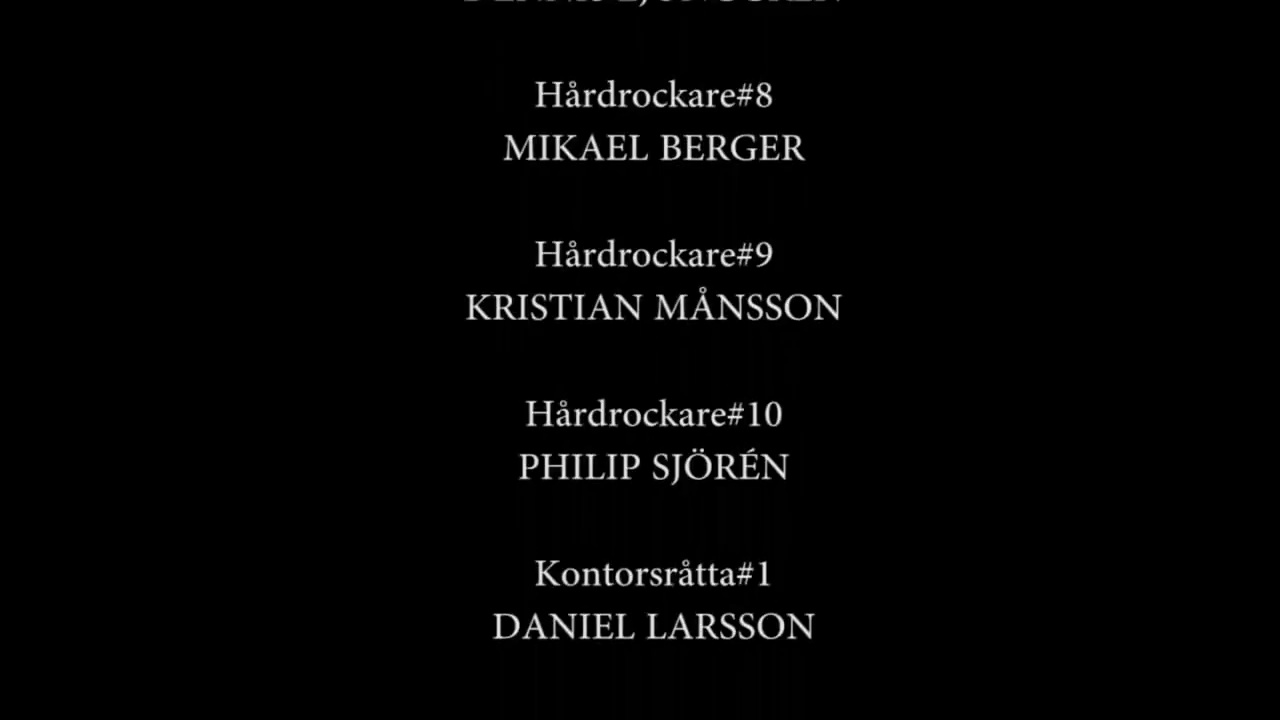 Hårdrockare#8
MIKAEL BERGER
Hårdrockare#9
KRISTIAN MÅNSSON
Hårdrockare#10
PHILIP SJÖRÉN
Kontorsråtta#1
DANIEL LARSSON